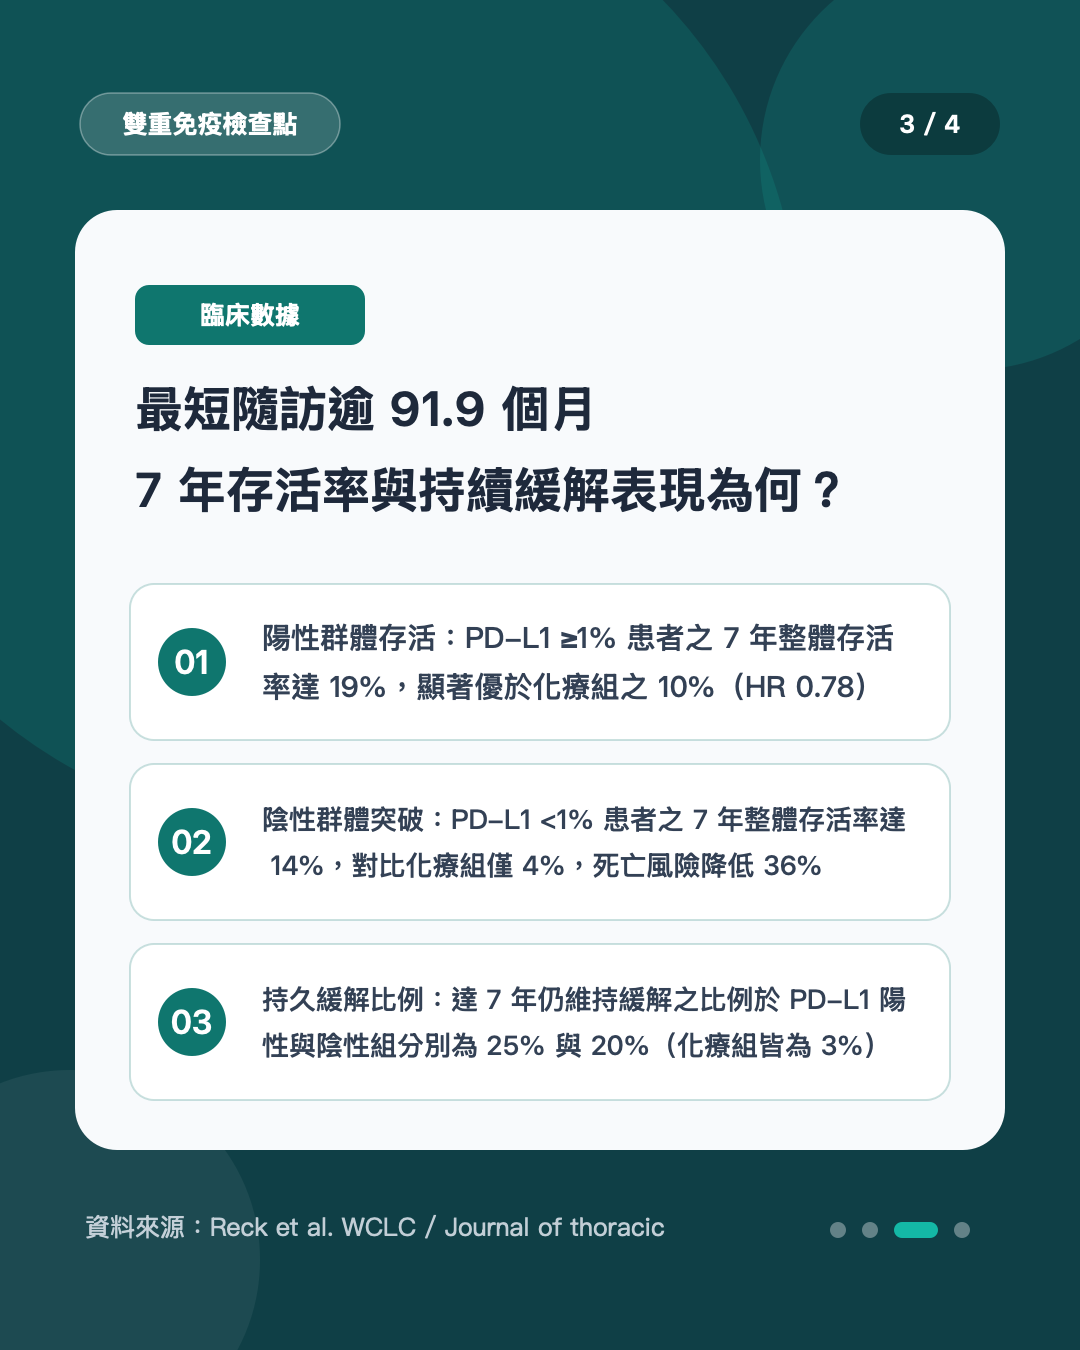 雙重免疫檢查點
3 / 4
臨床數據
最短隨訪逾 91.9 個月
7 年存活率與持續緩解表現為何？
01
陽性群體存活：PD-L1 ≥1% 患者之 7 年整體存活
率達 19%，顯著優於化療組之 10%（HR 0.78）
02
陰性群體突破：PD-L1 <1% 患者之 7 年整體存活率達
14%，對比化療組僅 4%，死亡風險降低 36%
03
持久緩解比例：達 7 年仍維持緩解之比例於 PD-L1 陽
性與陰性組分別為 25% 與 20%（化療組皆為 3%）
資料來源：Reck et al. WCLC / Journal of thoracic